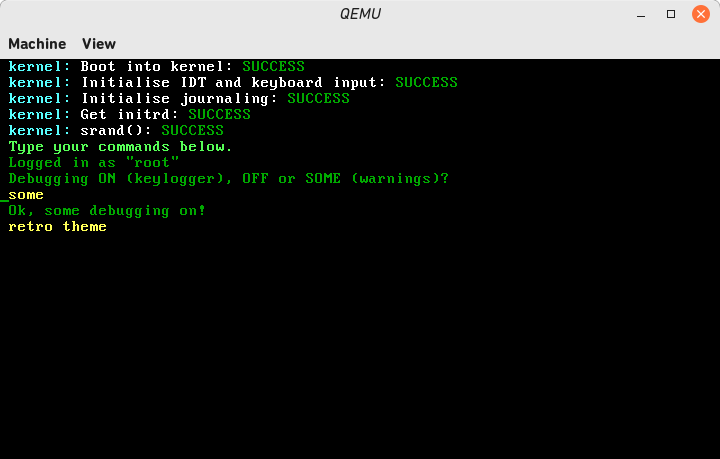 QEMU
Machine View
kernel: Boot into kernel: SUCCESS
kernel: Initialise IDT and keyboard input: SUCCESS
kernel: Initialise journaling: SUCCESS
kernel: Get initrd: SUCCESS
kernel: srand(): SUCCESS
Type your commands below.
Logged in as "root"
Debugging ON (keylogger), OFF or SOME (warnings)?
_some
Ok, some debugging on!
retro theme